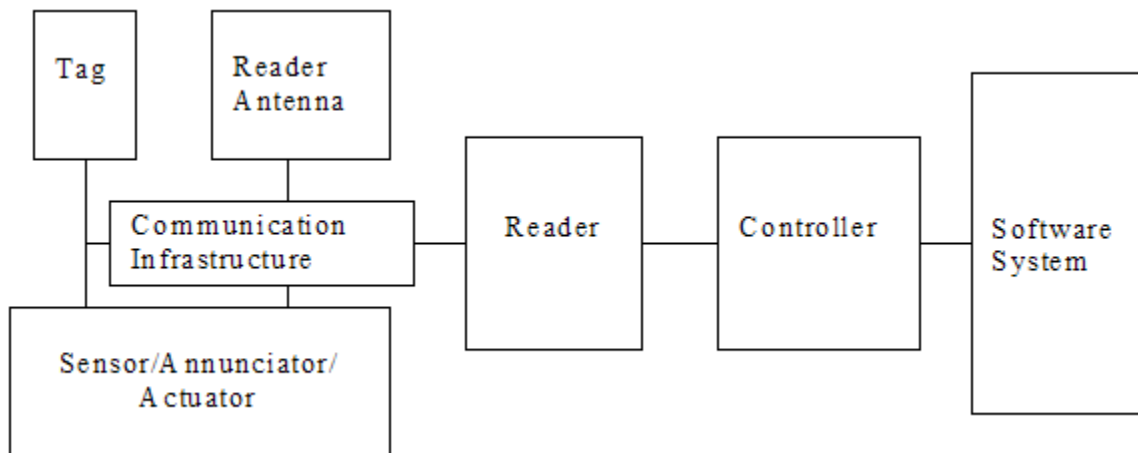 Tag
Reader
Antenna
Communication
Infrastructure
Reader
Controller
Software
System
Sensor/Annunciator/
Actuator